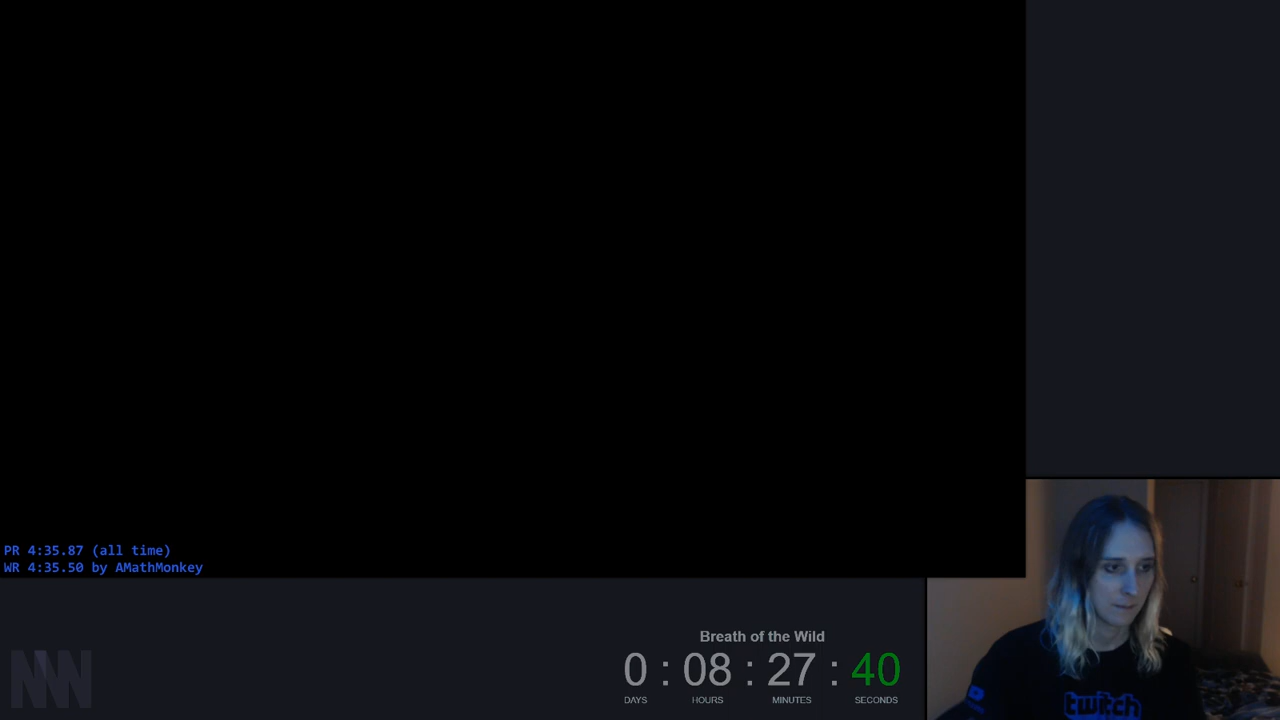 PR 4:35.87 (all time)
WR 4:35.50 by AMathMonkey
Breath of the Wild
0 : 08 : 27 : 40
DAYS HOURS MINUTES SECONDS
NNN
twitch